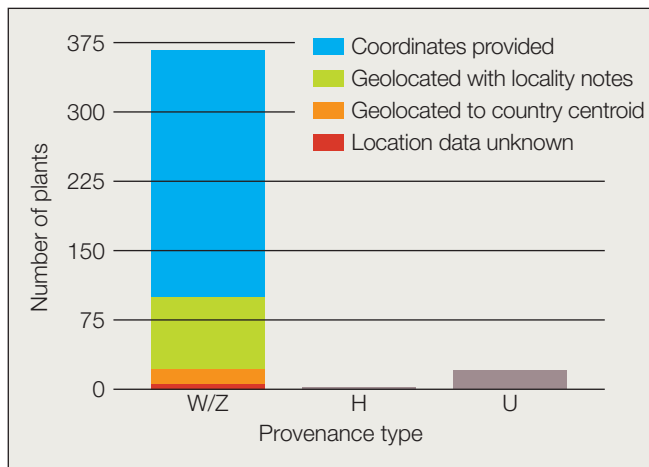 375
300
225
150
75
0
Number of plants
Coordinates provided
Geolocated with locality notes
Geolocated to country centroid
Location data unknown
W/Z H U
Provenance type